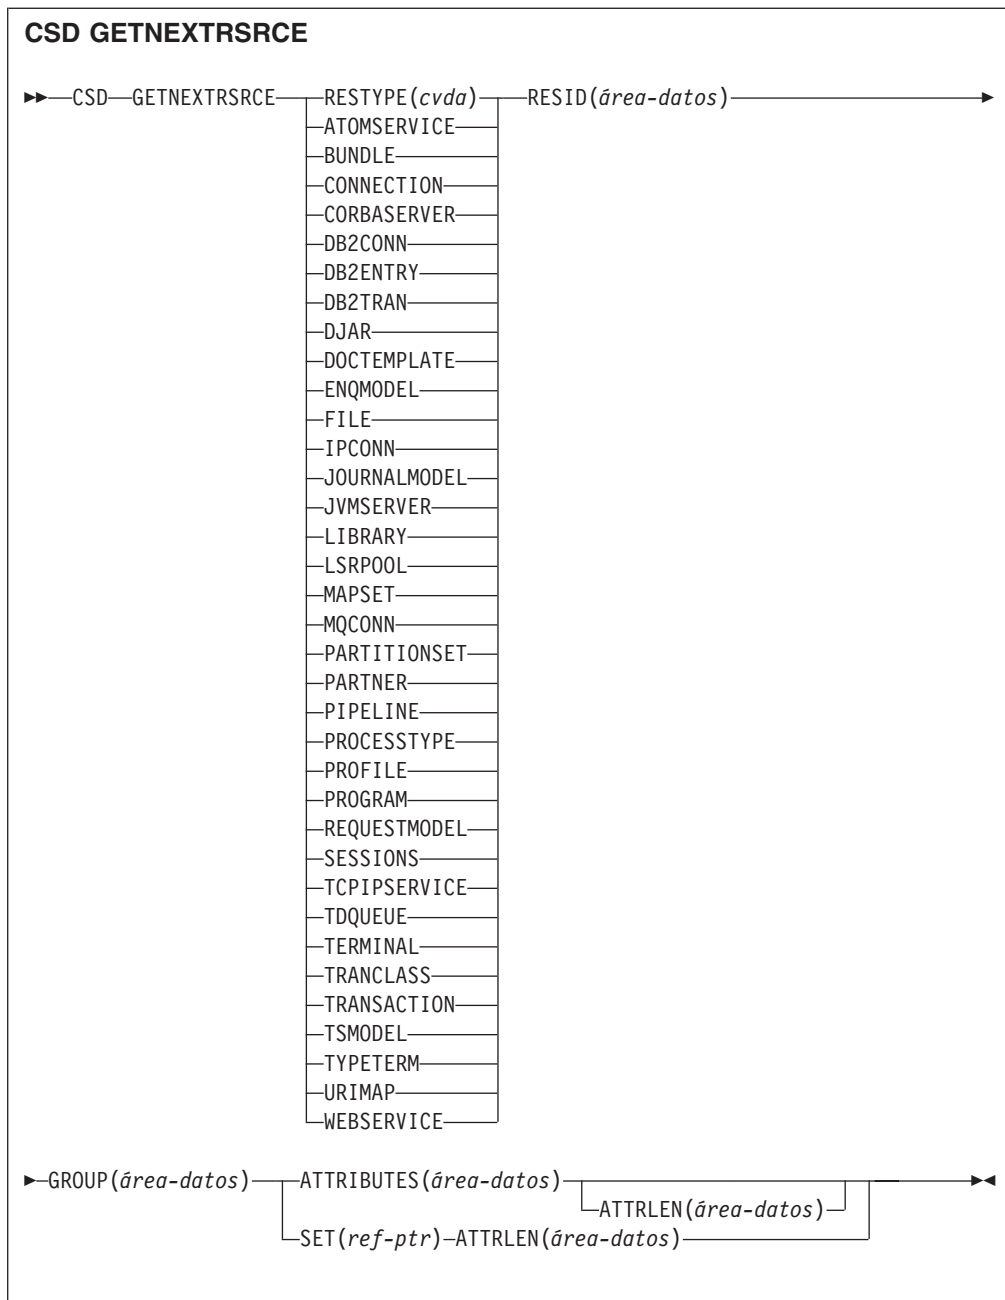 CSD GETNEXTRSRCE
CSD GETNEXTRSRCE RESTYPE(cvda) RESID(área-datos)
ATOMSERVICE
BUNDLE
CONNECTION
CORBASERVER
DB2CONN
DB2ENTRY
DB2TRAN
DJAR
DOCTEMPLATE
ENQMODEL
FILE
IPCONN
JOURNALMODEL
JVMSERVER
LIBRARY
LSRPOOL
MAPSET
MQCONN
PARTITIONSET
PARTNER
PIPELINE
PROCESSTYPE
PROFILE
PROGRAM
REQUESTMODEL
SESSIONS
TCPIPSERVICE
TDQUEUE
TERMINAL
TRANCLASS
TRANSACTION
TSMODEL
TYPETERM
URIMAP
WEBSERVICE
GROUP(área-datos) ATTRIBUTES(área-datos)
ATTRLEN(área-datos)
SET(ref-ptr) ATTRLEN(área-datos)